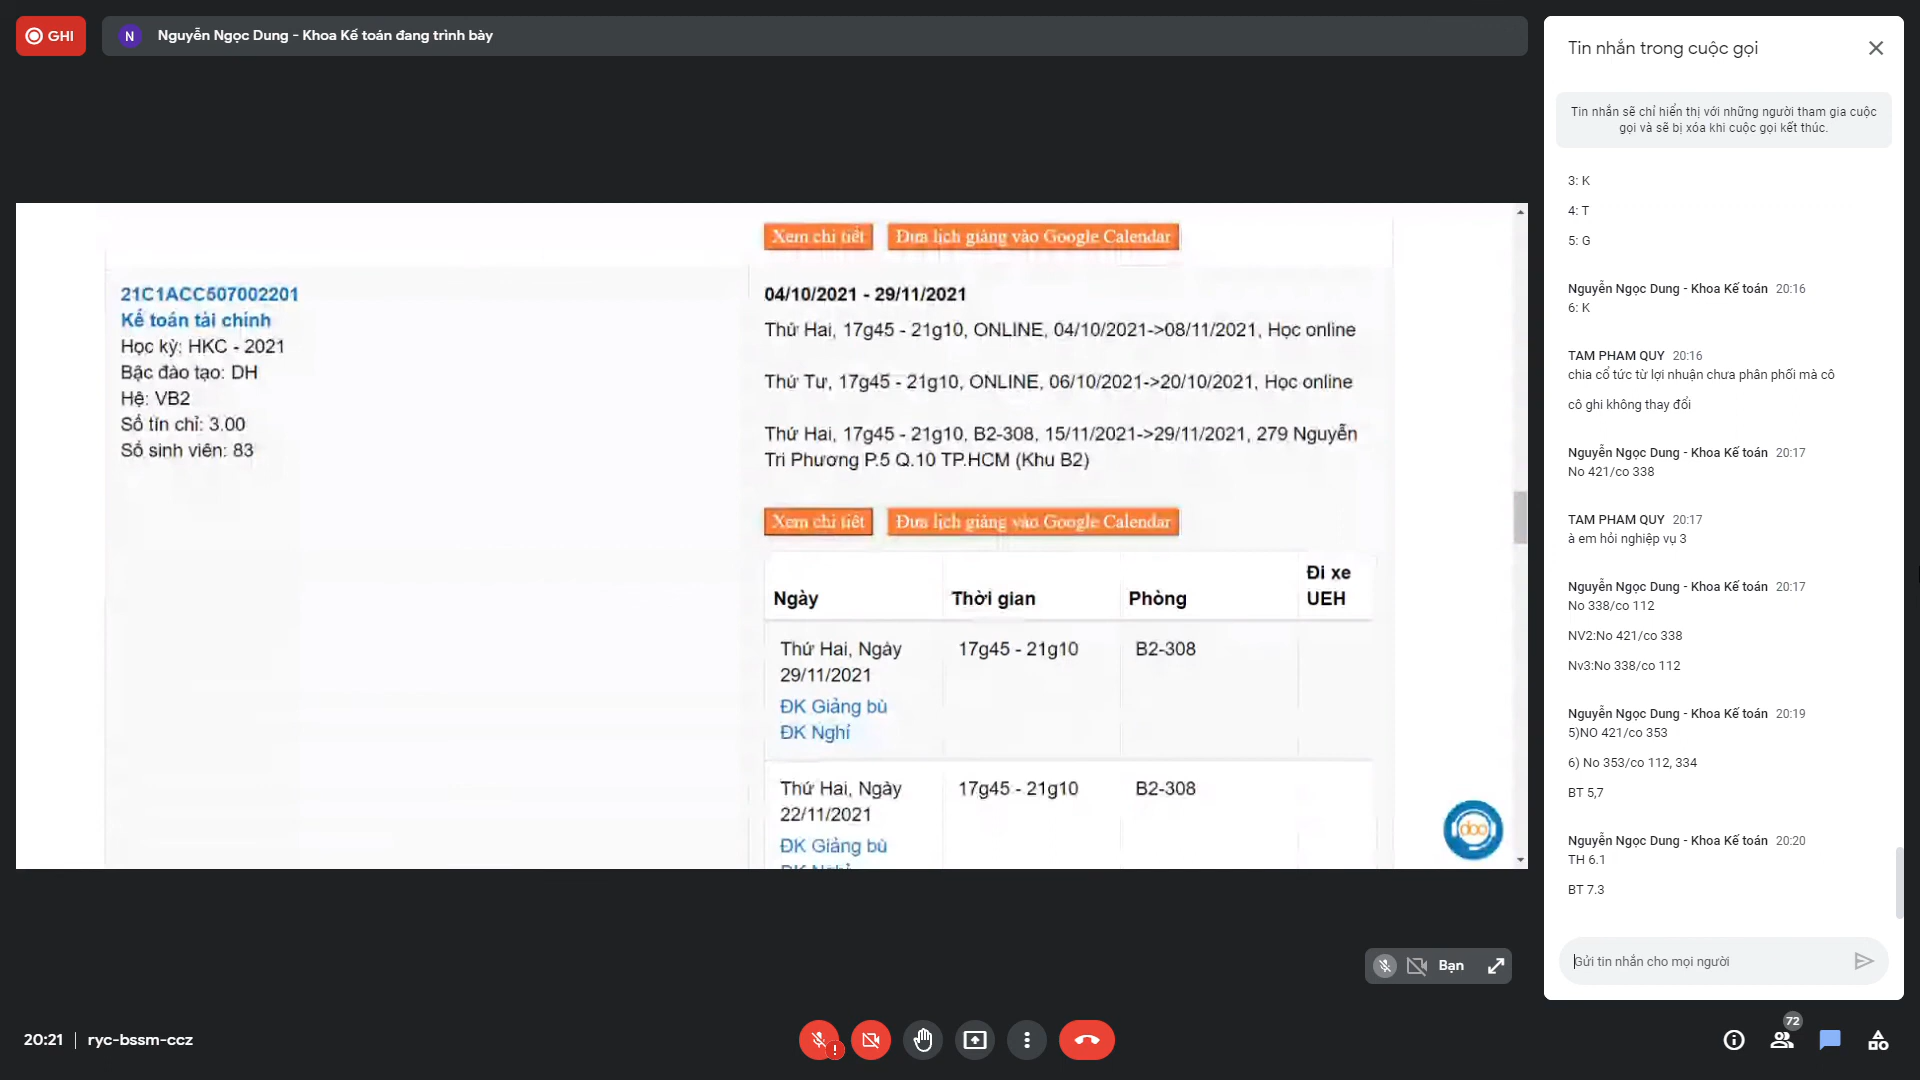 GHI
N
Nguyễn Ngọc Dung - Khoa Kế toán đang trình bày
Xem chi tiết
Đưa lịch giảng vào Google Calendar
21C1ACC507002201
Kế toán tài chính
Học kỳ: HKC - 2021
Bậc đào tạo: DH
Hệ: VB2
Số tín chỉ: 3.00
Số sinh viên: 83
04/10/2021 - 29/11/2021
Thứ Hai, 17g45 - 21g10, ONLINE, 04/10/2021->08/11/2021, Học online
Thứ Tư, 17g45 - 21g10, ONLINE, 06/10/2021->20/10/2021, Học online
Thứ Hai, 17g45 - 21g10, B2-308, 15/11/2021->29/11/2021, 279 Nguyễn
Tri Phương P.5 Q.10 TP.HCM (Khu B2)
Xem chi tiết
Đưa lịch giảng vào Google Calendar
Ngày
Thời gian
Phòng
Đi xe
UEH
Thứ Hai, Ngày
29/11/2021
17g45 - 21g10
B2-308
ĐK Giảng bù
ĐK Nghỉ
Thứ Hai, Ngày
22/11/2021
17g45 - 21g10
B2-308
ĐK Giảng bù
ĐK Nghỉ
Bạn
20:21
ryc-bssm-ccz
Tin nhắn trong cuộc gọi
Tin nhắn sẽ chỉ hiển thị với những người tham gia cuộc
gọi và sẽ bị xóa khi cuộc gọi kết thúc.
3: K
4: T
5: G
Nguyễn Ngọc Dung - Khoa Kế toán 20:16
6: K
TAM PHAM QUY 20:16
chia cổ tức từ lợi nhuận chưa phân phối mà cô
cô ghi không thay đổi
Nguyễn Ngọc Dung - Khoa Kế toán 20:17
No 421/co 338
TAM PHAM QUY 20:17
à em hỏi nghiệp vụ 3
Nguyễn Ngọc Dung - Khoa Kế toán 20:17
No 338/co 112
NV2:No 421/co 338
Nv3:No 338/co 112
Nguyễn Ngọc Dung - Khoa Kế toán 20:19
5)NO 421/co 353
6) No 353/co 112, 334
BT 5,7
Nguyễn Ngọc Dung - Khoa Kế toán 20:20
TH 6.1
BT 7.3
Gửi tin nhắn cho mọi người
72